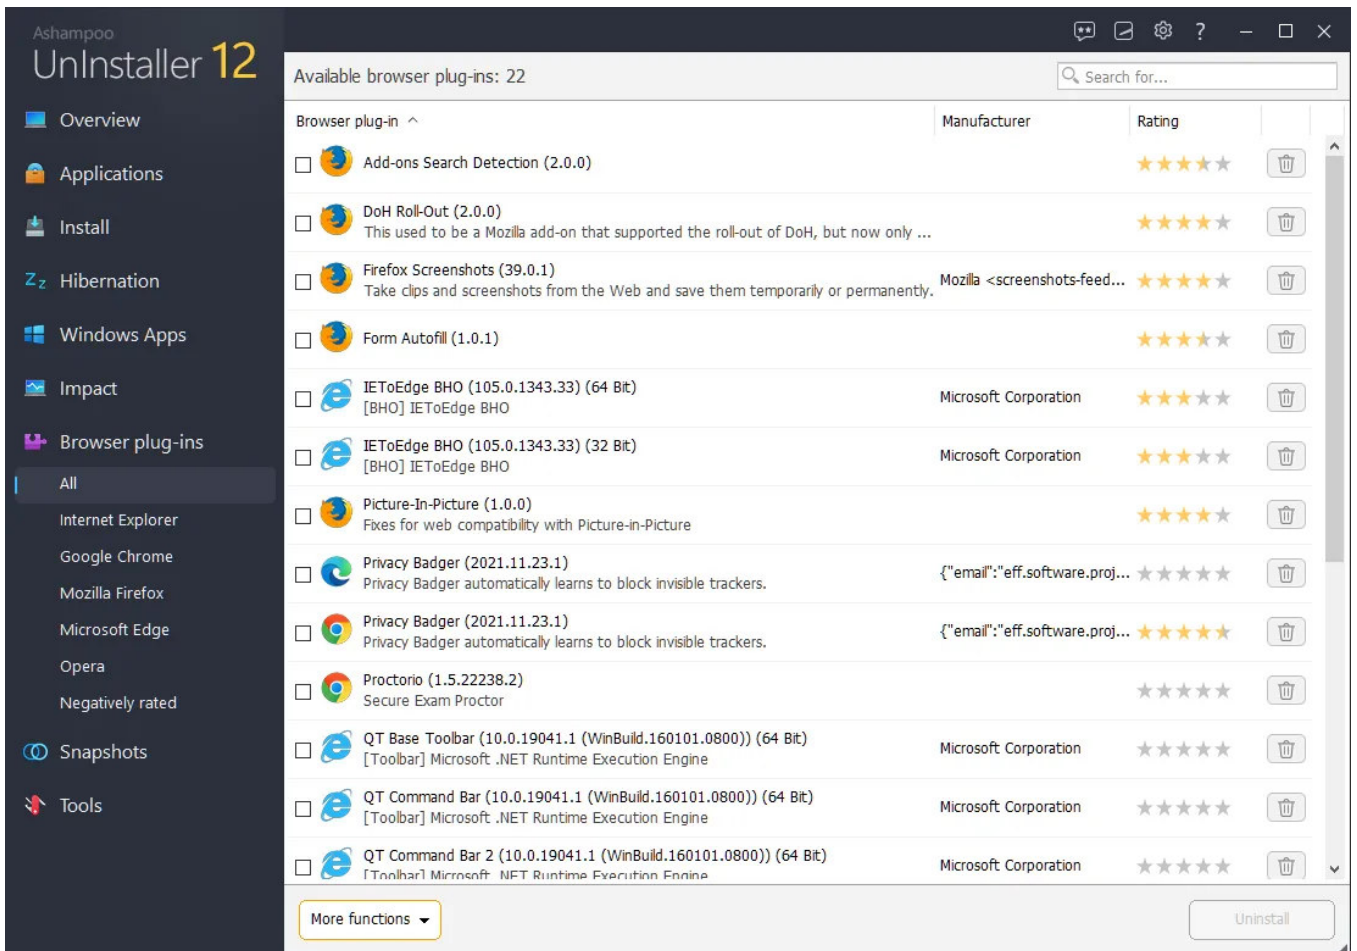 Ashampoo
UnInstaller 12
Overview
Applications
Install
Zz Hibernation
Windows Apps
Impact
Browser plug-ins
All
Internet Explorer
Google Chrome
Mozilla Firefox
Microsoft Edge
Opera
Negatively rated
Snapshots
Tools
?
Available browser plug-ins: 22
Search for...
Browser plug-in Manufacturer Rating
Add-ons Search Detection (2.0.0)
DoH Roll-Out (2.0.0)
This used to be a Mozilla add-on that supported the roll-out of DoH, but now only ...
Firefox Screenshots (39.0.1)
Take clips and screenshots from the Web and save them temporarily or permanently.
Mozilla <screenshots-feed...
Form Autofill (1.0.1)
IEToEdge BHO (105.0.1343.33) (64 Bit)
[BHO] IEToEdge BHO
Microsoft Corporation
IEToEdge BHO (105.0.1343.33) (32 Bit)
[BHO] IEToEdge BHO
Microsoft Corporation
Picture-In-Picture (1.0.0)
Fixes for web compatibility with Picture-in-Picture
Privacy Badger (2021.11.23.1)
Privacy Badger automatically learns to block invisible trackers.
{"email":"eff.software.proj...
Privacy Badger (2021.11.23.1)
Privacy Badger automatically learns to block invisible trackers.
{"email":"eff.software.proj...
Proctorio (1.5.22238.2)
Secure Exam Proctor
QT Base Toolbar (10.0.19041.1 (WinBuild.160101.0800)) (64 Bit)
[Toolbar] Microsoft .NET Runtime Execution Engine
Microsoft Corporation
QT Command Bar (10.0.19041.1 (WinBuild.160101.0800)) (64 Bit)
[Toolbar] Microsoft .NET Runtime Execution Engine
Microsoft Corporation
QT Command Bar 2 (10.0.19041.1 (WinBuild.160101.0800)) (64 Bit)
[Toolbar] Microsoft .NET Runtime Execution Engine
Microsoft Corporation
More functions
Uninstall